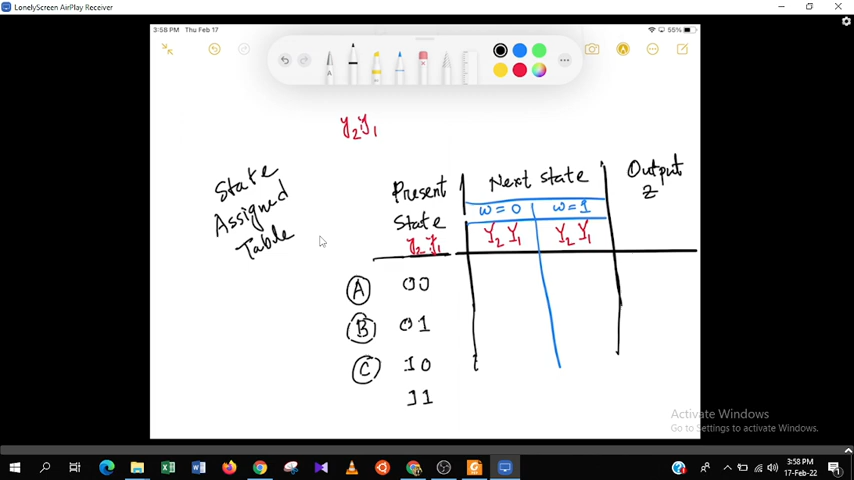 LonelyScreen AirPlay Receiver
3:58 PM Thu Feb 17
55%
y₂y₁
State
Assigned
Table
Present
State
y₂y₁
Next state
w=0
w=1
Y₂ Y₁
Y₂ Y₁
Output
z
A 00
B 01
C 10
11
Activate Windows
Go to Settings to activate Windows.
3:58 PM
17-Feb-22